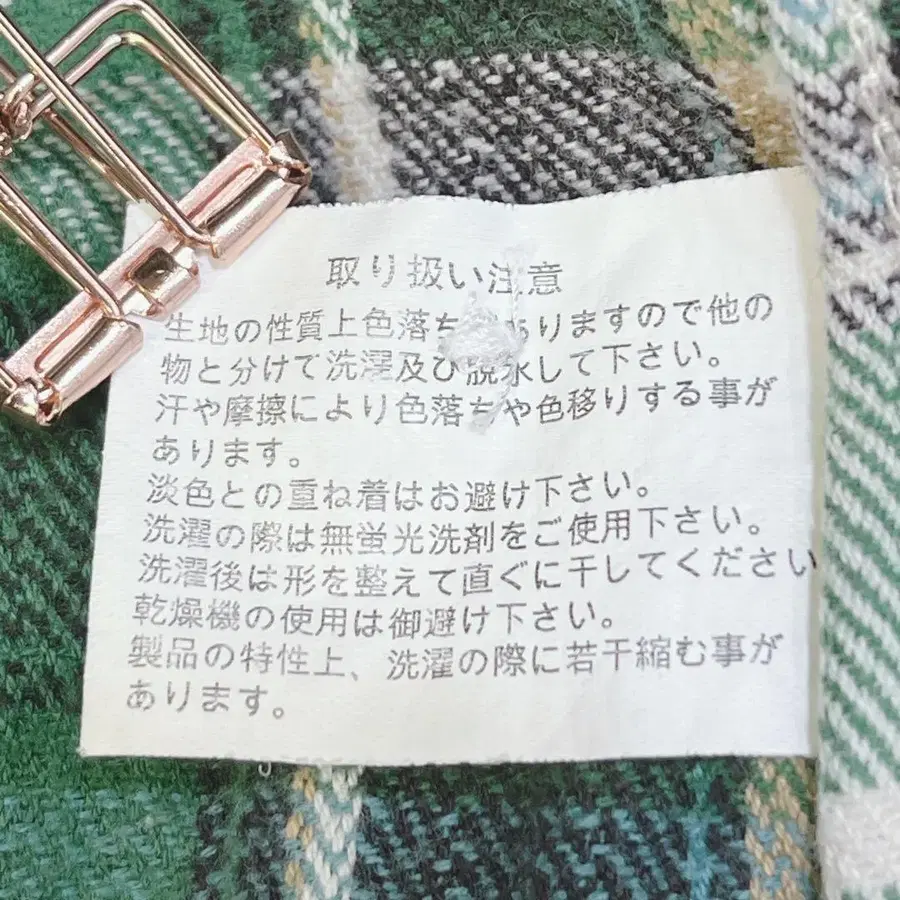 取り扱い注意
生地の性質上色落ち ありますので他の
物と分けて洗濯及び脱水して下さい。
汗や摩擦により色落ちや色移りする事が
あります。
淡色との重ね着はお避け下さい。
洗濯の際は無蛍光洗剤をご使用下さい。
洗濯後は形を整えて直ぐに干してください
乾燥機の使用は御避け下さい。
製品の特性上、洗濯の際に若干縮む事が
あります。